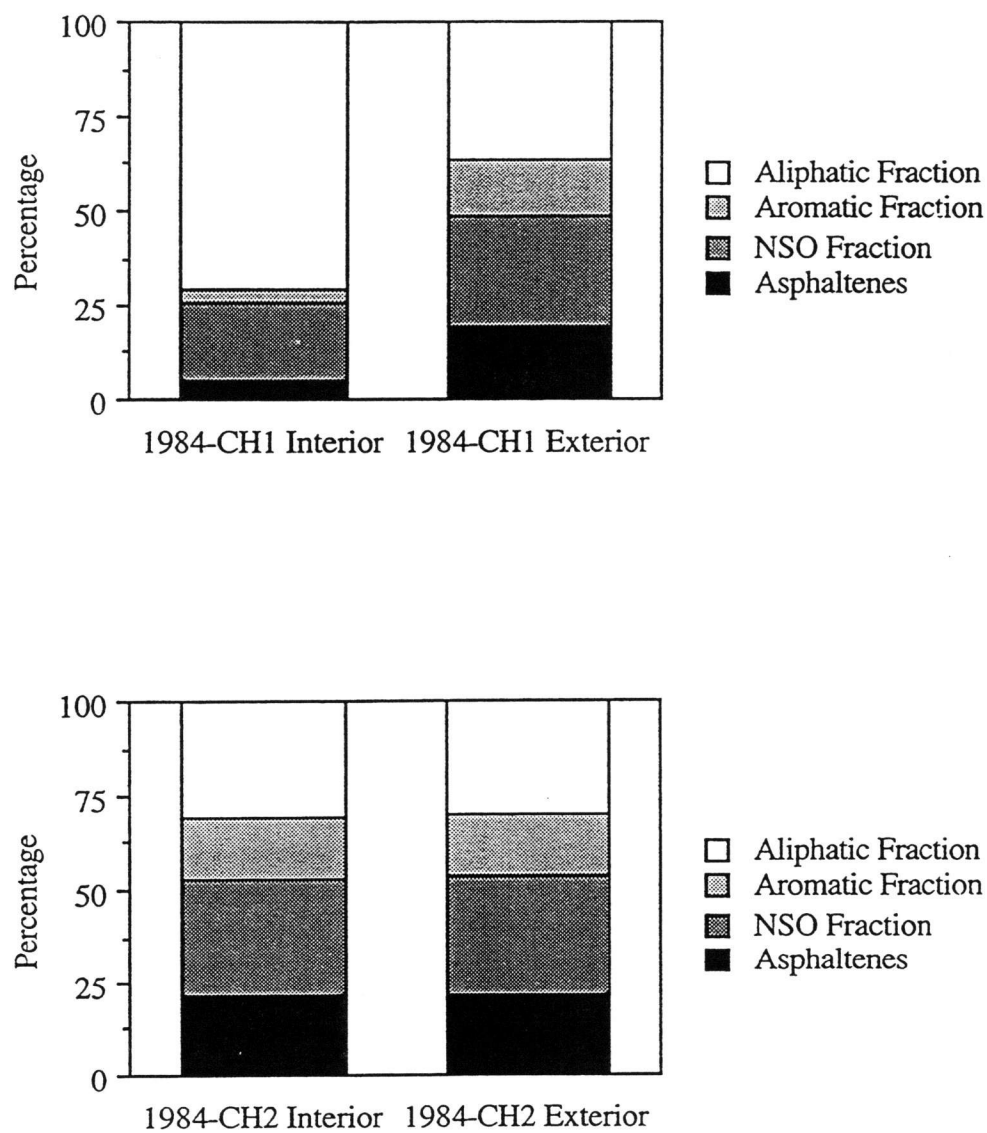 100
75
50
25
0
Percentage
1984-CH1 Interior 1984-CH1 Exterior
Aliphatic Fraction
Aromatic Fraction
NSO Fraction
Asphaltenes
100
75
50
25
0
Percentage
1984-CH2 Interior 1984-CH2 Exterior
Aliphatic Fraction
Aromatic Fraction
NSO Fraction
Asphaltenes